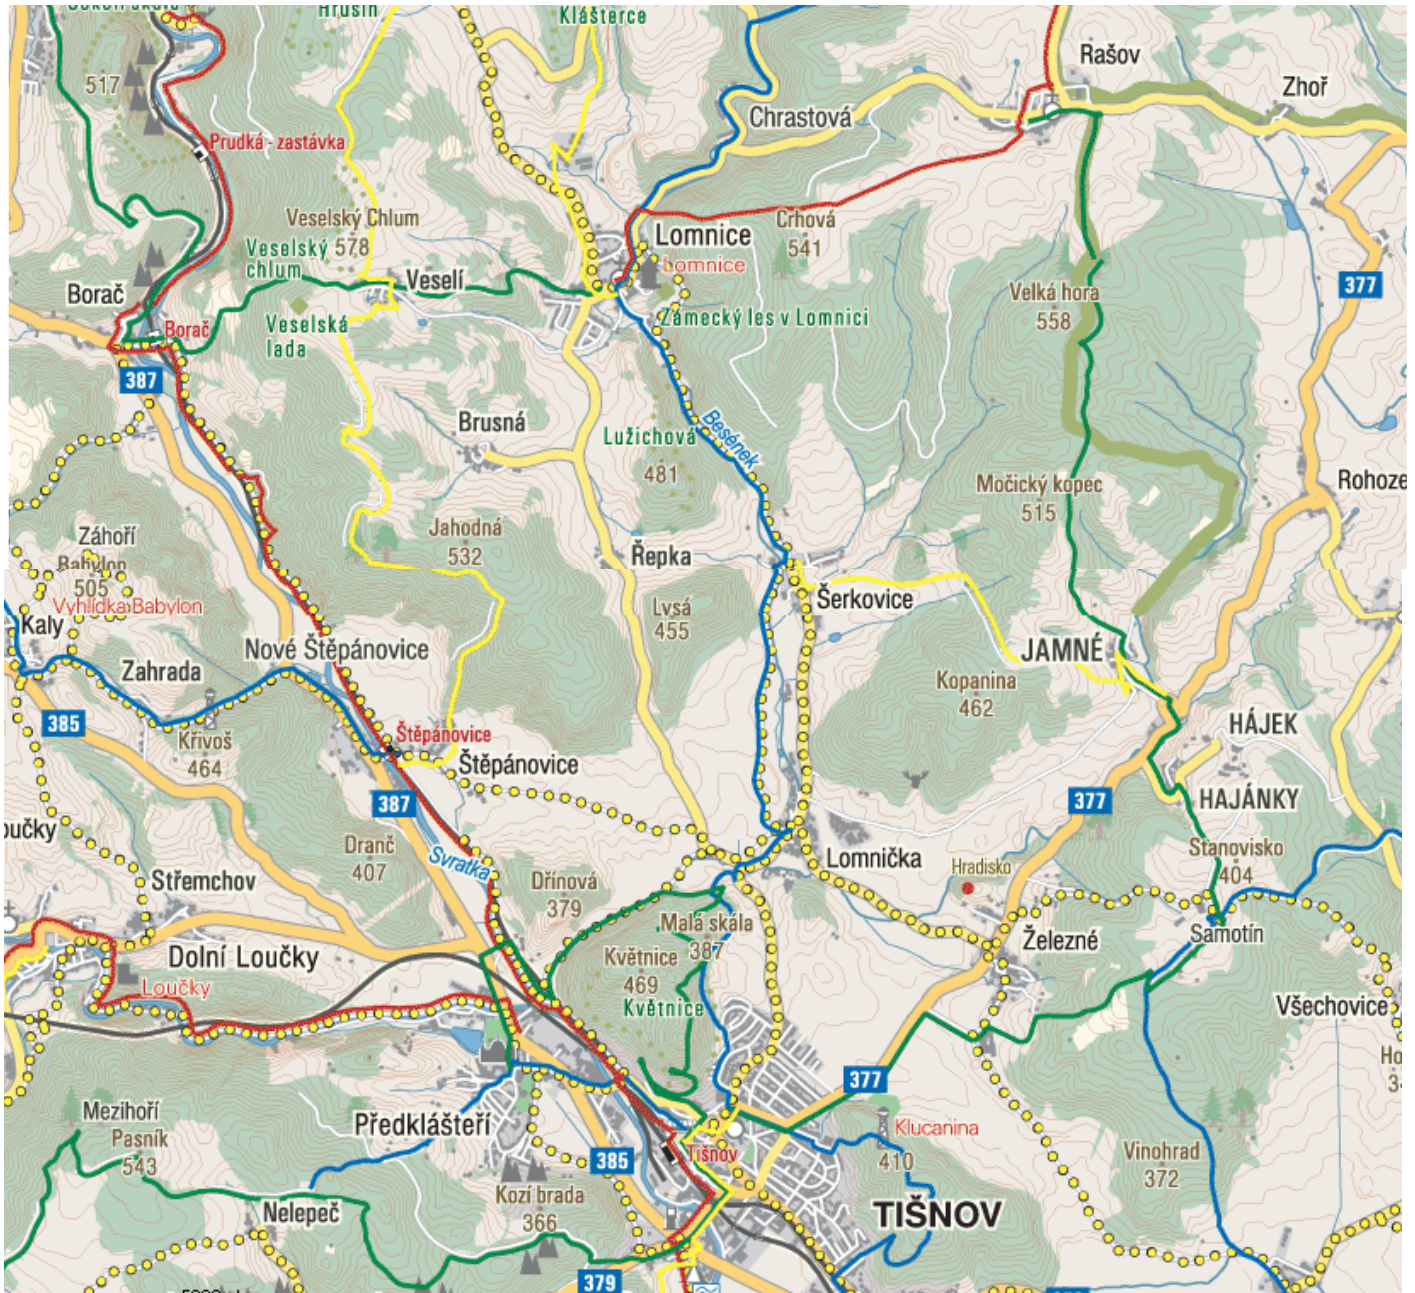 Hrušín
Klášterce
Rašov
Zhoř
517
Chrastová
Prudká - zastávka
Veselský Chlum
578
Crhová
541
Lomnice
Lomnice
Veselský
chlum
Veselí
377
Borač
Velká hora
558
Borač
Veselská
lada
Zámecký les v Lomnici
387
Brusná
Lužichová
481
Besének
Močický kopec
515
Rohoze
Záhoří
Babylon
505
Jahodná
532
Řepka
Vyhlídka Babylon
Kaly
Lysá
455
Šerkovice
Nové Štěpánovice
JAMNÉ
Zahrada
Kopanina
462
385
Křivoš
464
Štěpánovice
Štěpánovice
HÁJEK
387
377
HAJÁNKY
oučky
Dranč
407
Svratka
Lomnička
Stanovisko
404
Hradisko
Střemchov
Dřínová
379
Malá skála
387
Železné
Samotín
Dolní Loučky
Květnice
469
Loučky
Květnice
Všechovice
377
Ho
Mezihoří
Pasník
543
Předklášteří
Klucanina
410
Tišnov
385
Vinohrad
372
Kozí brada
366
Nelepeč
TIŠNOV
379